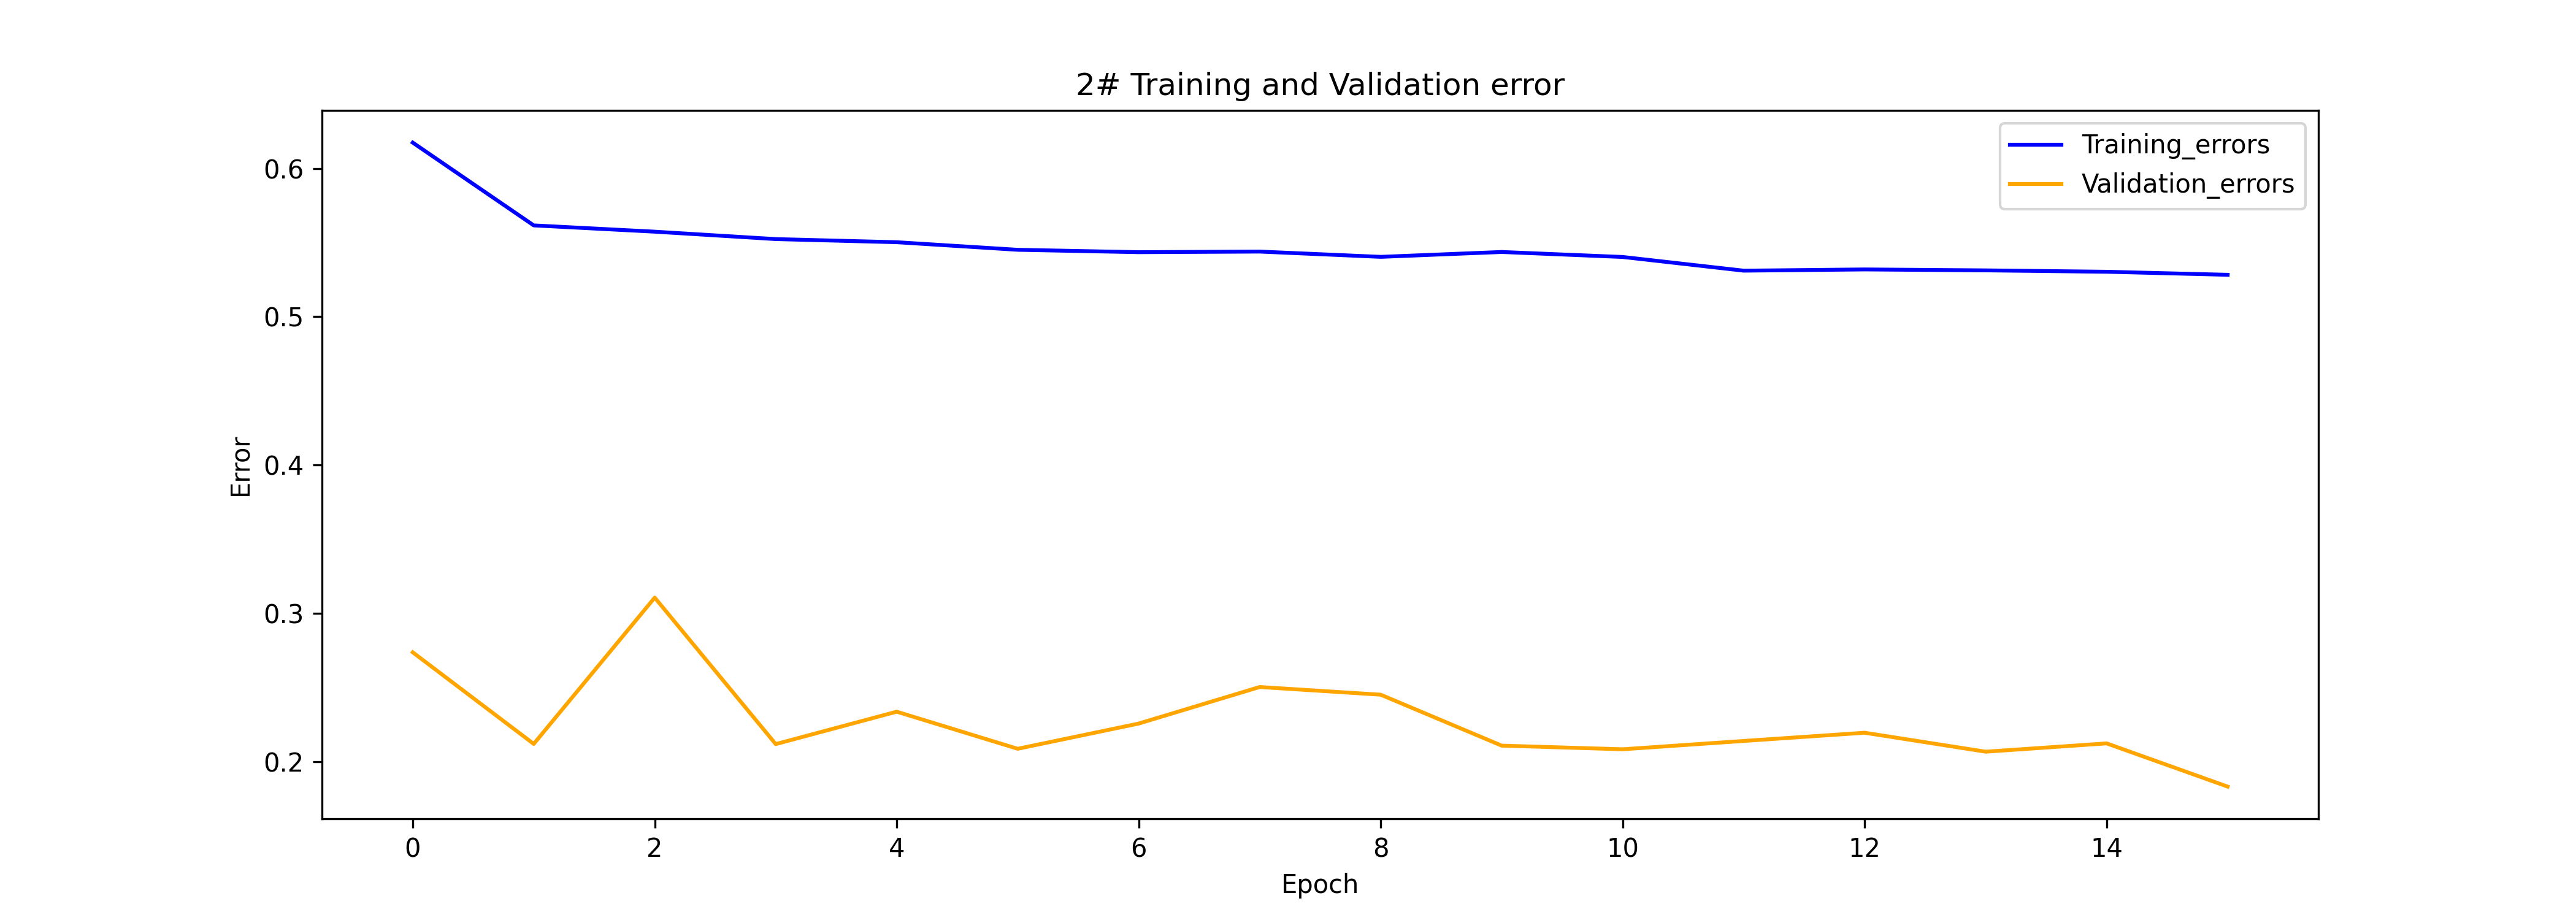 2# Training and Validation error
Training_errors
Validation_errors
Error
0.6
0.5
0.4
0.3
0.2
0 2 4 6 8 10 12 14
Epoch